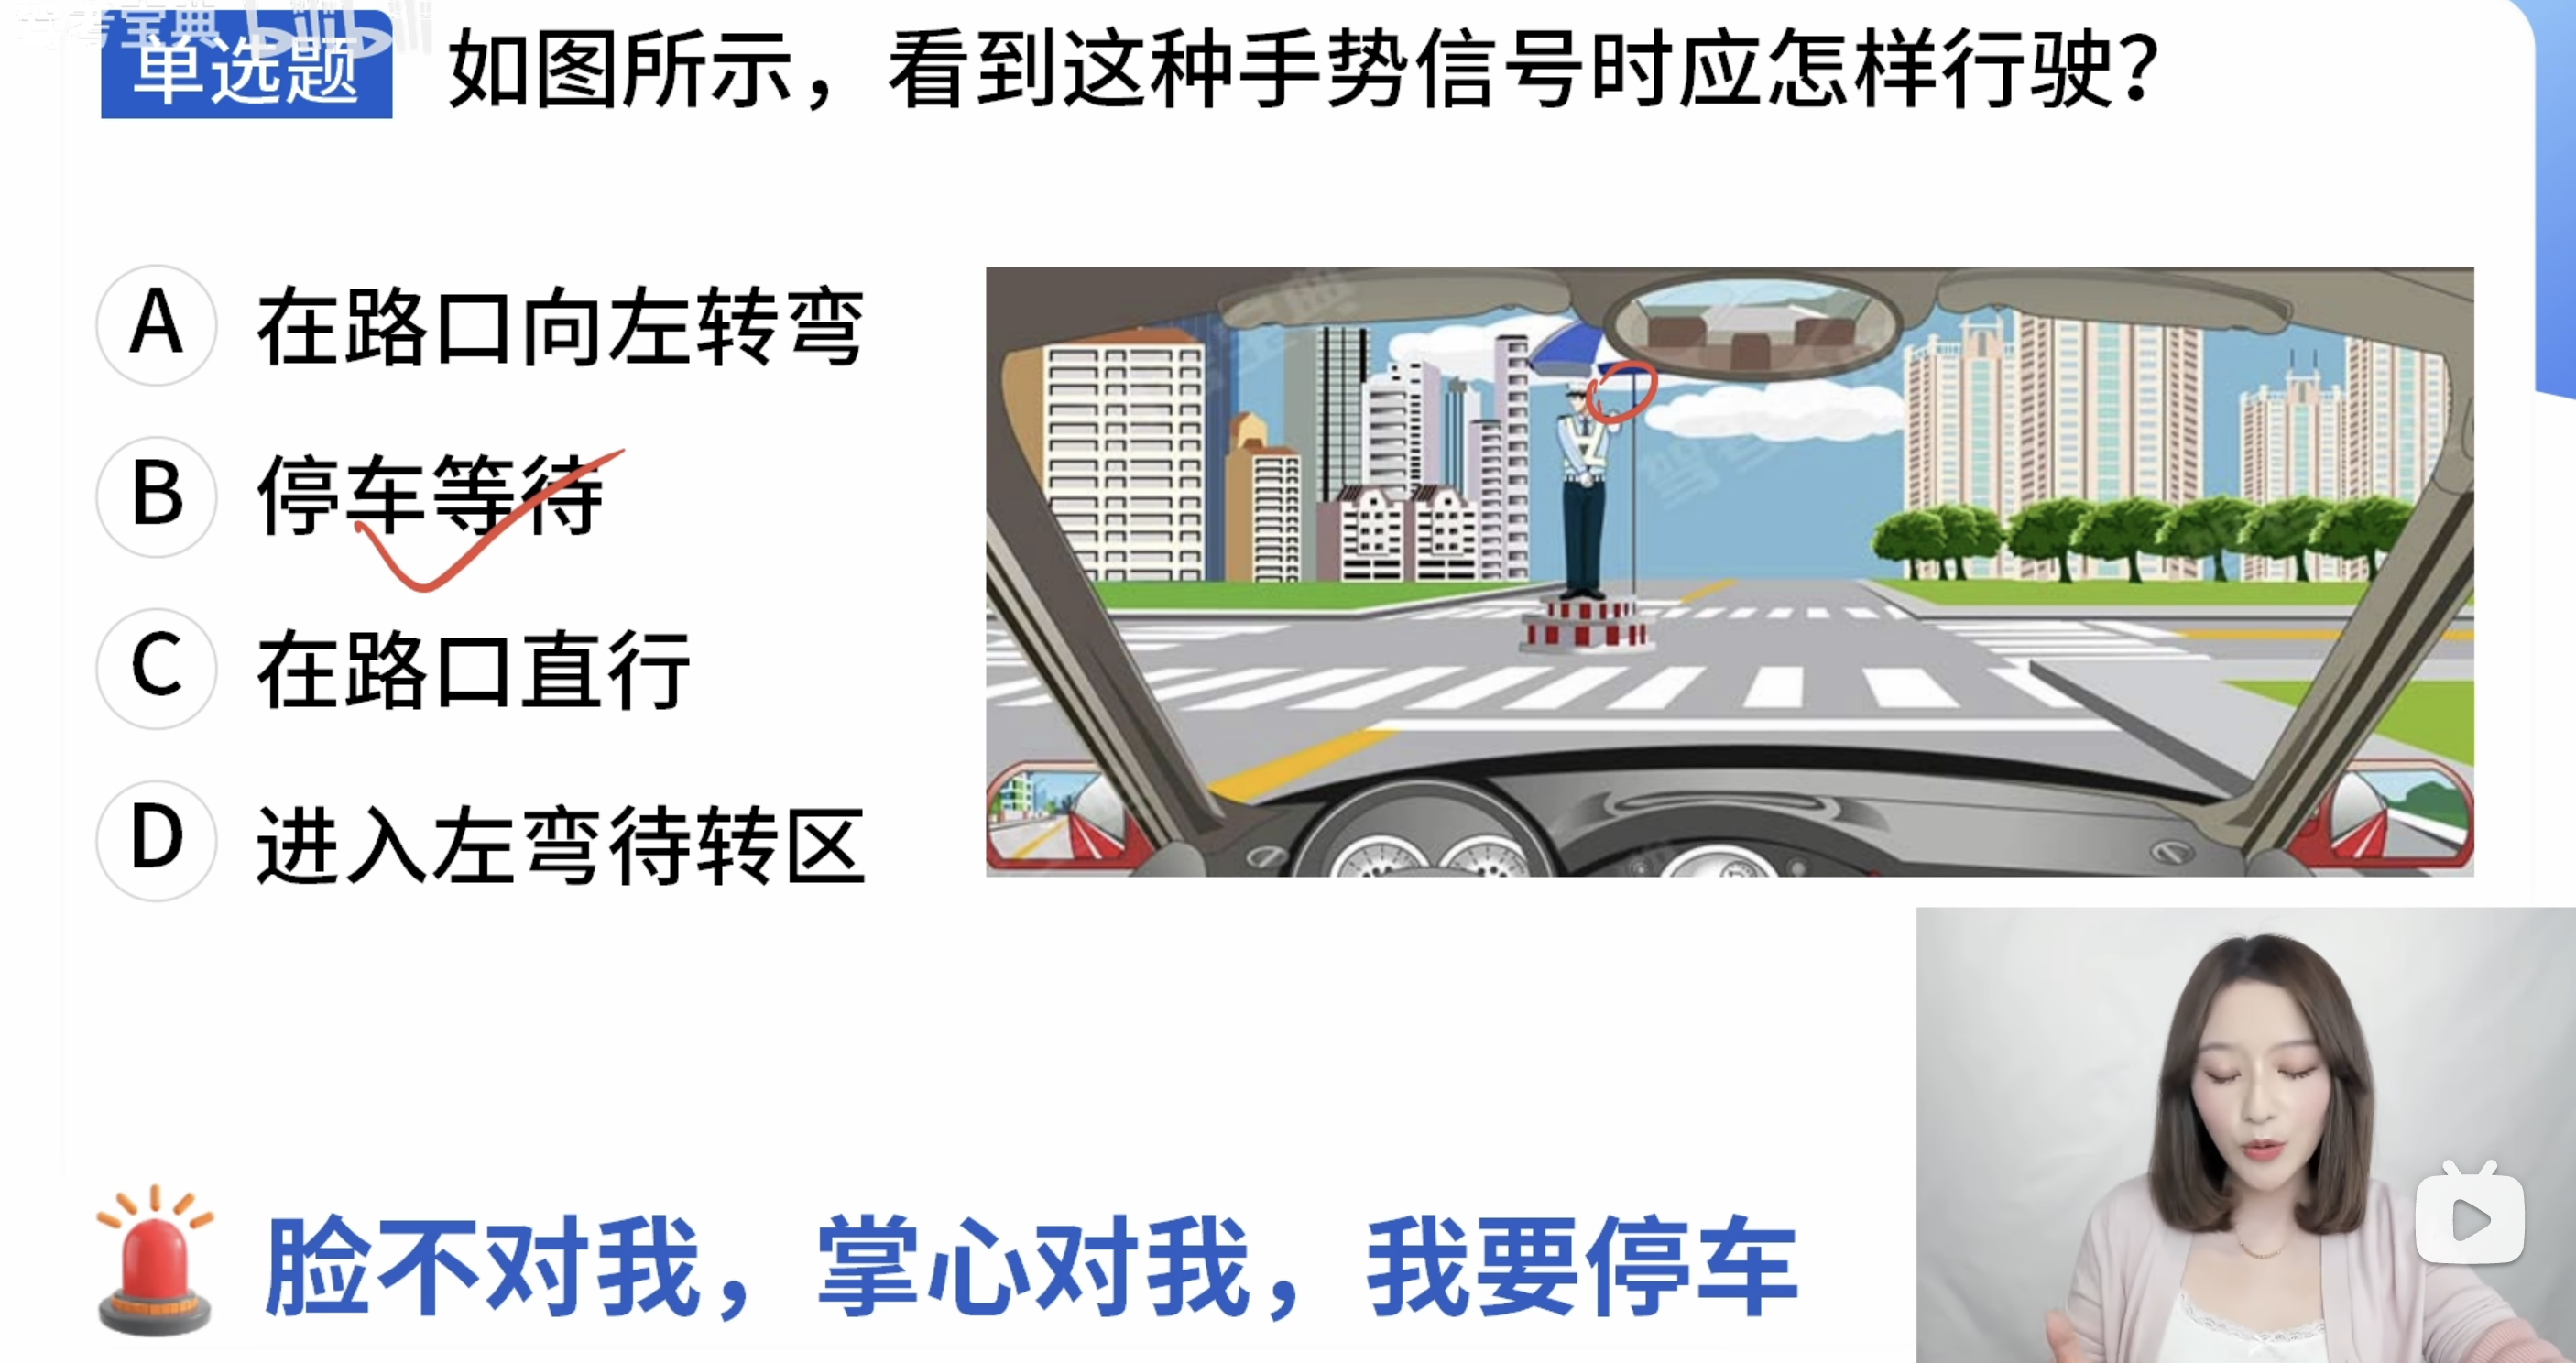 单选题 如图所示，看到这种手势信号时应怎样行驶？
A 在路口向左转弯
B 停车等待
C 在路口直行
D 进入左弯待转区
脸不对我，掌心对我，我要停车